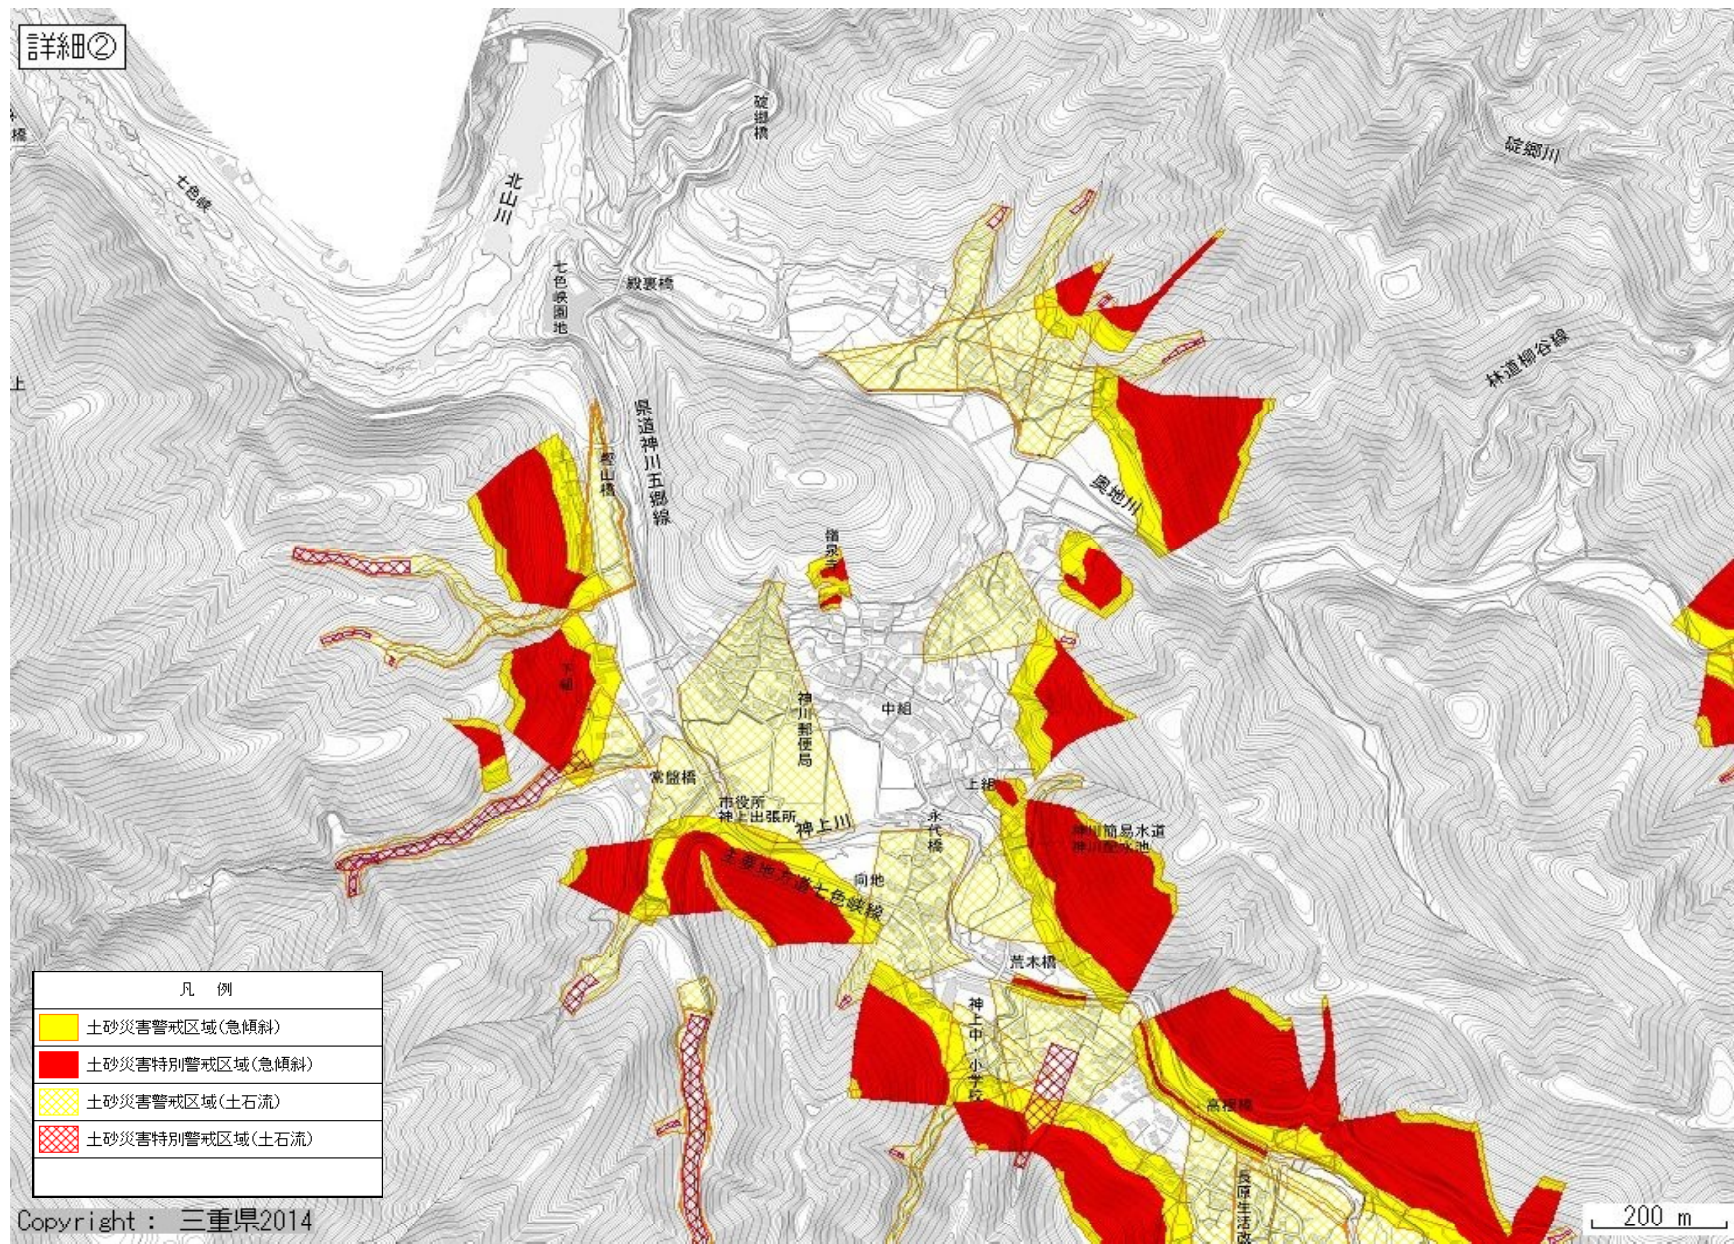 詳細②
碇郷橋
碇郷川
橋
七色峡
北山川
七色峡園地
殿裏橋
林道柳谷線
上
県道神川五郷線
奥地川
嶺泉寺
下組
神川郵便局
中組
常盤橋
市役所
神上出張所
神上川
永代橋
上組
神川簡易水道
神川配水池
主要地方道七色峡線
向地
荒木橋
神上中・小学校
長原生活改
凡 例
土砂災害警戒区域(急傾斜)
土砂災害特別警戒区域(急傾斜)
土砂災害警戒区域(土石流)
土砂災害特別警戒区域(土石流)
Copyright : 三重県2014
200 m